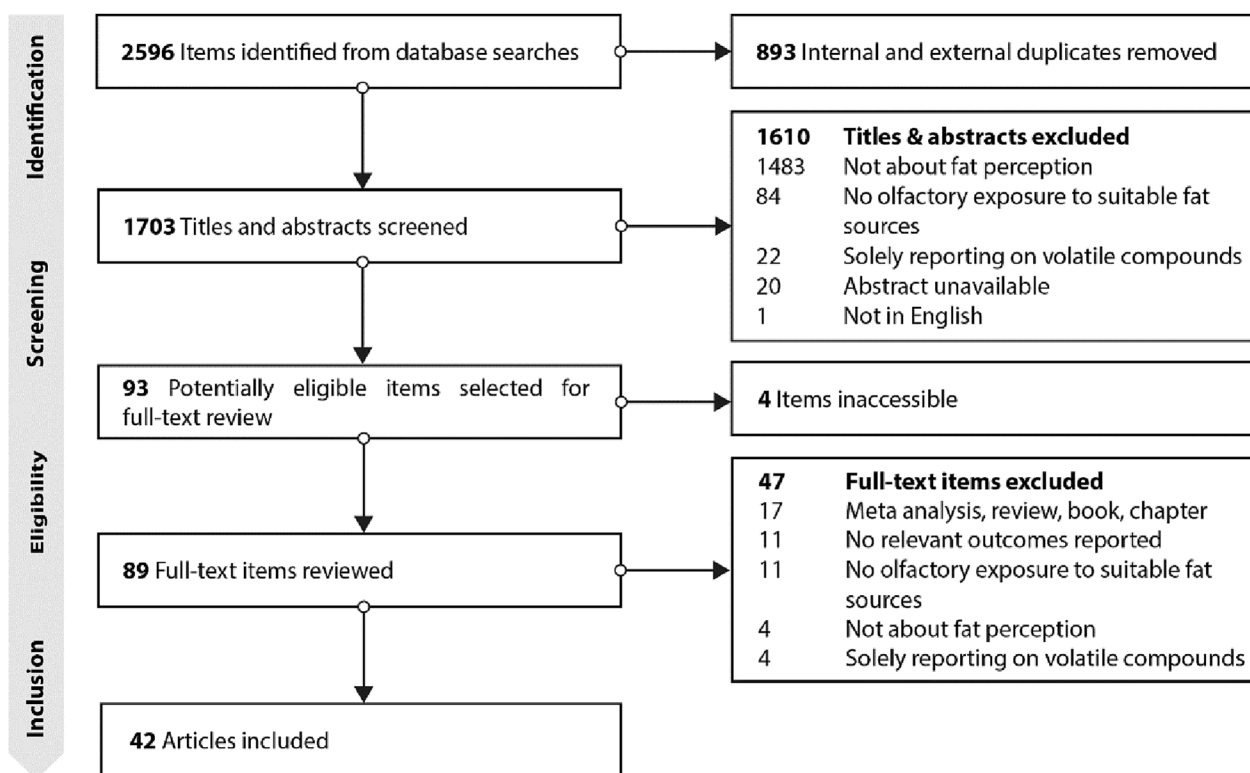 Identification
2596 Items identified from database searches
893 Internal and external duplicates removed
1610 Titles & abstracts excluded
1483 Not about fat perception
84 No olfactory exposure to suitable fat
sources
22 Solely reporting on volatile compounds
20 Abstract unavailable
1 Not in English
Screening
1703 Titles and abstracts screened
93 Potentially eligible items selected for
full-text review
4 Items inaccessible
Eligibility
89 Full-text items reviewed
47 Full-text items excluded
17 Meta analysis, review, book, chapter
11 No relevant outcomes reported
11 No olfactory exposure to suitable fat
sources
4 Not about fat perception
4 Solely reporting on volatile compounds
Inclusion
42 Articles included